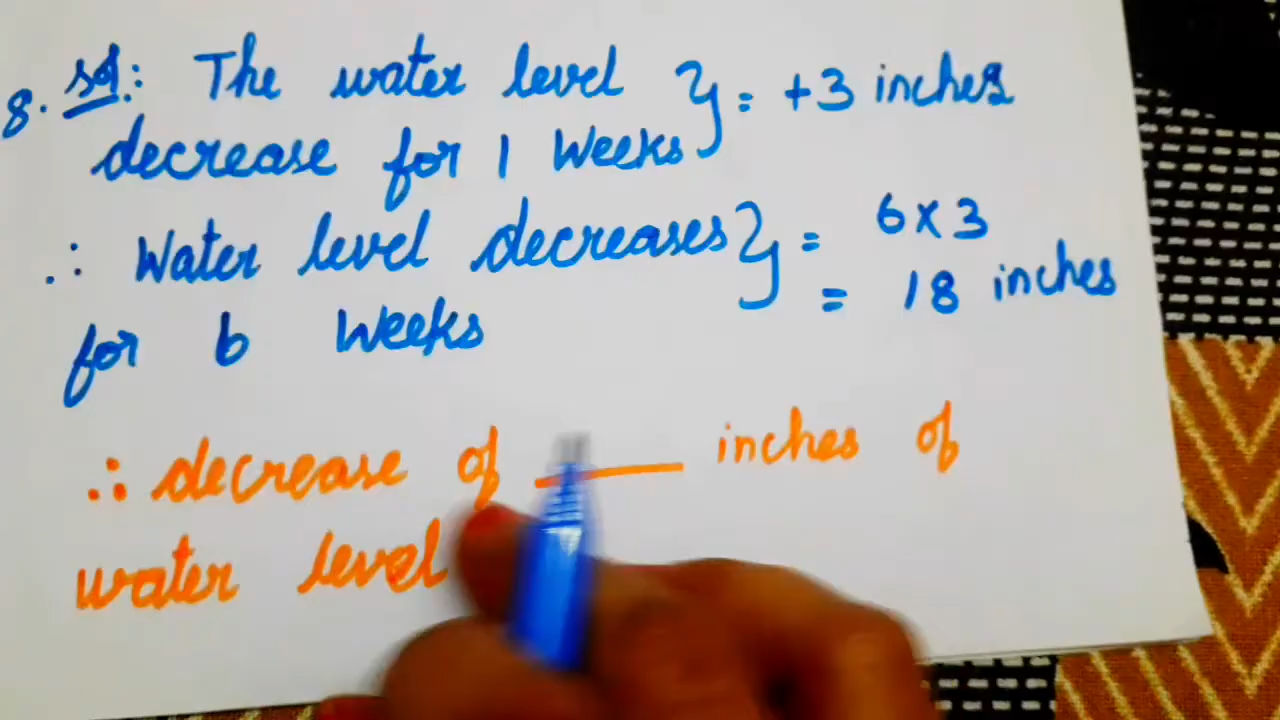 8. Sol: The water level } = +3 inches
decrease for 1 Weeks
∴ Water level decreases } = 6 x 3
for 6 Weeks = 18 inches
∴ decrease of ____ inches of
water level